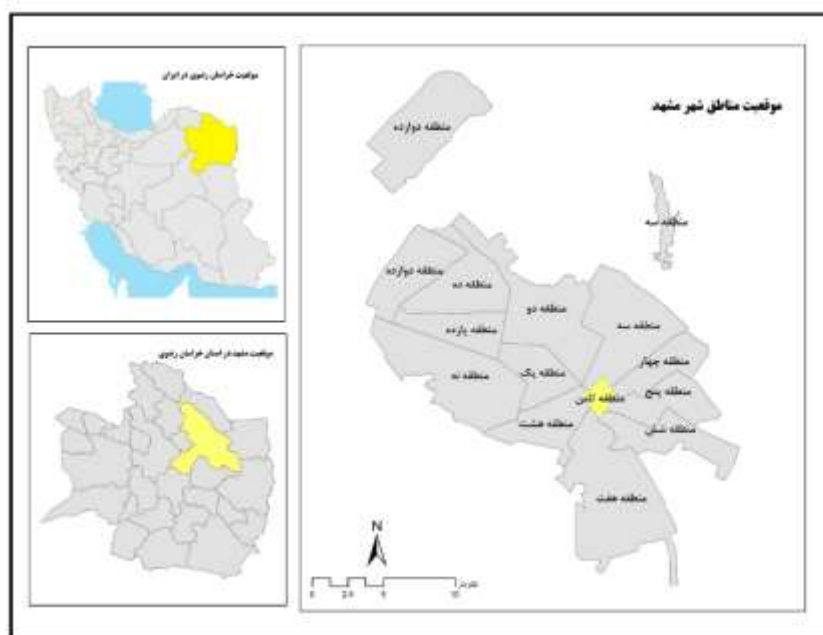 موقعیت خراسان رضوی در ایران
موقعیت مناطق شهر مشهد
منطقه دوازده
منطقه سه
منطقه دوازده
منطقه ده
منطقه دو
منطقه سه
منطقه یازده
منطقه چهار
منطقه نه
منطقه یک
منطقه پنج
منطقه ثامن
منطقه هشت
منطقه شش
منطقه هفت
موقعیت مشهد در استان خراسان رضوی
N
0 2.5 5 10